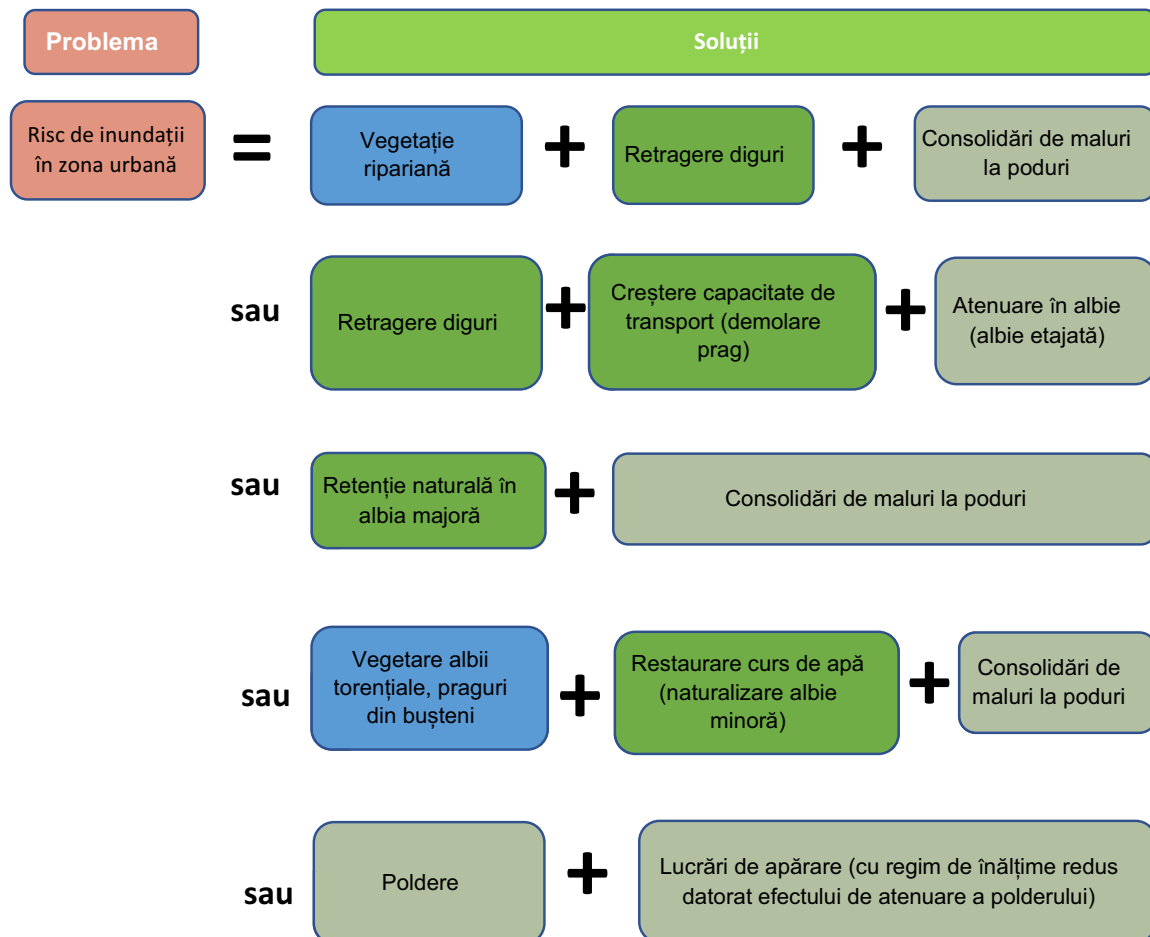 Problema
Soluții
Risc de inundații
în zona urbană
=
Vegetație
ripariană
+
Retragere diguri
+
Consolidări de maluri
la poduri
sau
Retragere diguri
+
Creștere capacitate de
transport (demolare
prag)
+
Atenuare în albie
(albie etajată)
sau
Retenție naturală în
albia majoră
+
Consolidări de maluri la poduri
sau
Vegetare albii
torențiale, praguri
din bușteni
+
Restaurare curs de apă
(naturalizare albie
minoră)
+
Consolidări de
maluri la poduri
sau
Poldere
+
Lucrări de apărare (cu regim de înălțime redus
datorat efectului de atenuare a polderului)